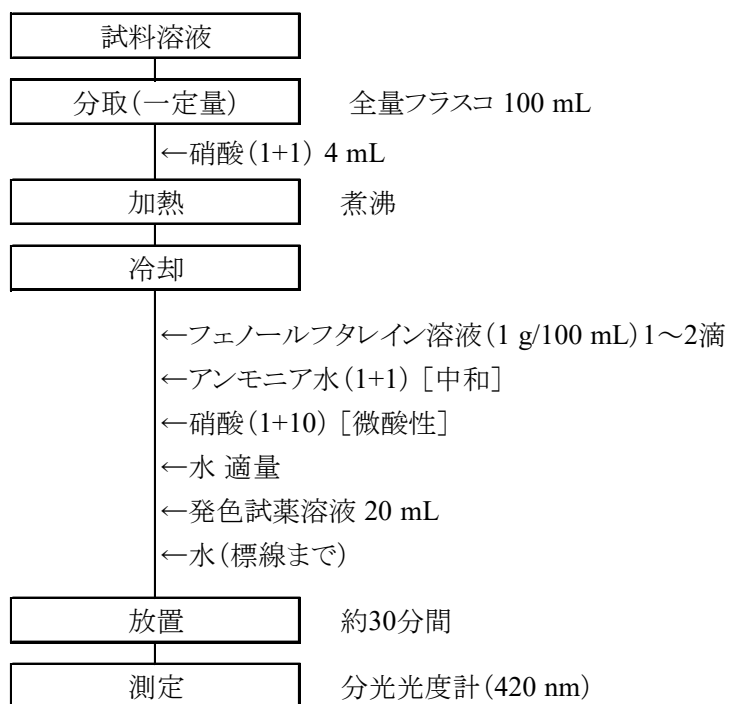 試料溶液
分取(一定量) 全量フラスコ 100 mL
←硝酸(1+1) 4 mL
加熱 煮沸
冷却
←フェノールフタレイン溶液(1 g/100 mL)1~2滴
←アンモニア水(1+1) [中和]
←硝酸(1+10) [微酸性]
←水 適量
←発色試薬溶液 20 mL
←水(標線まで)
放置 約30分間
測定 分光光度計(420 nm)